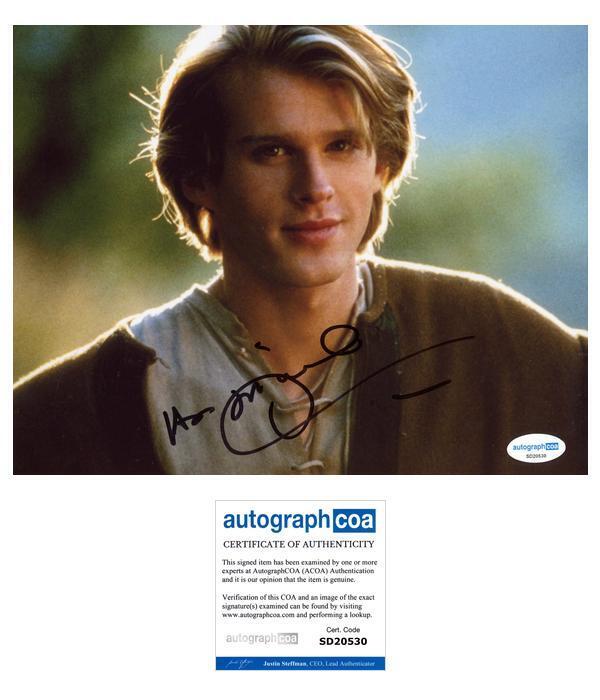 autographcoa
SD20530
autographcoa
CERTIFICATE OF AUTHENTICITY
This signed item has been examined by one or more
experts at AutographCOA (ACOA) Authentication
and it is our opinion that the item is genuine.
Verification of this COA and an image of the exact
signature(s) examined can be found by visiting
www.autographcoa.com and performing a lookup.
autographcoa
Cert. Code
SD20530
Justin Steffman, CEO, Lead Authenticator